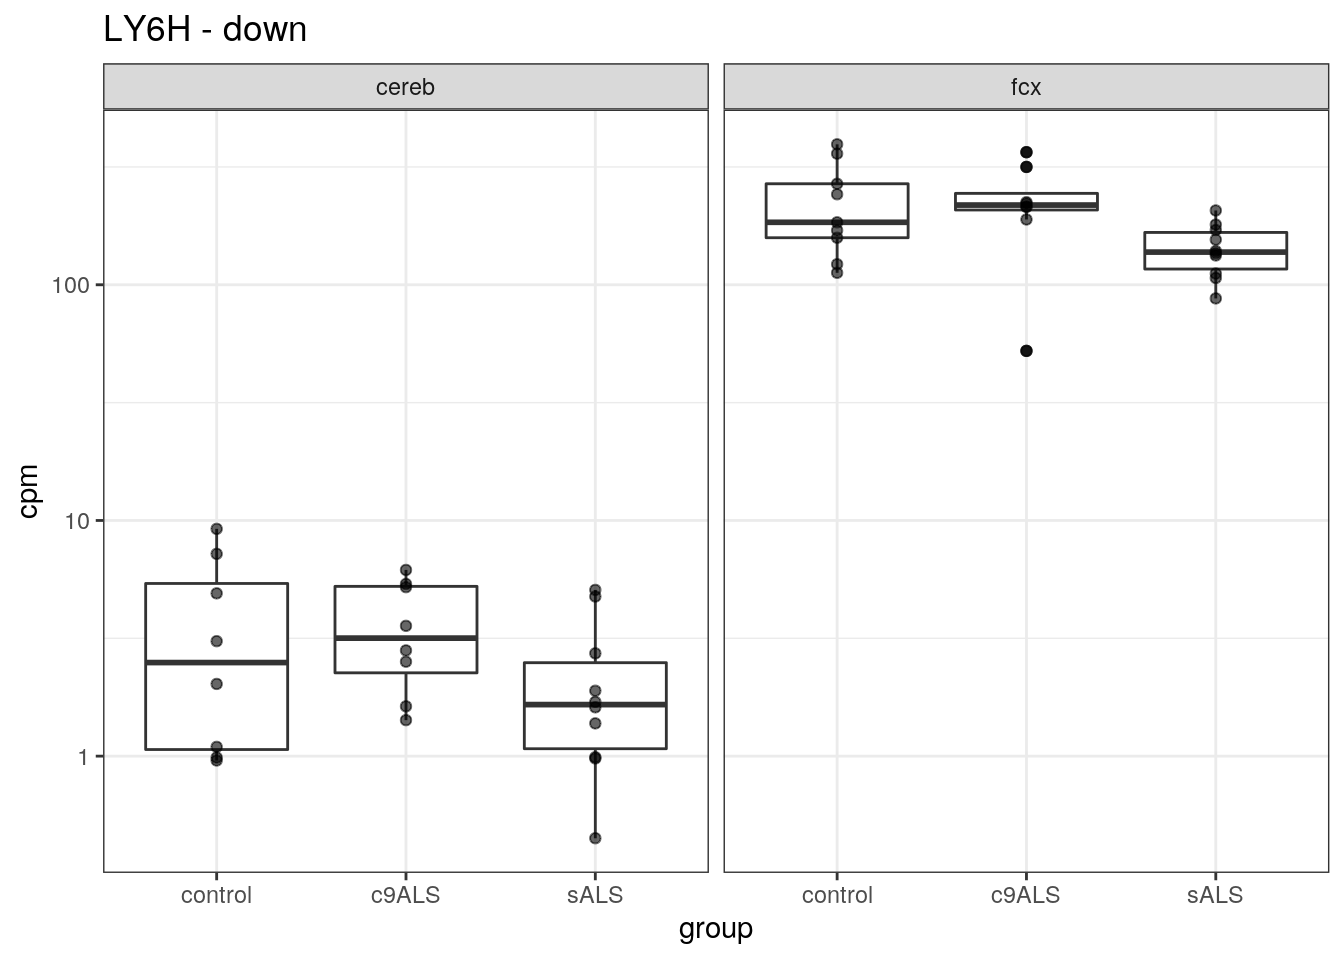 LY6H - down
cereb
fcx
cpm
100
10
1
control
c9ALS
sALS
control
c9ALS
sALS
group